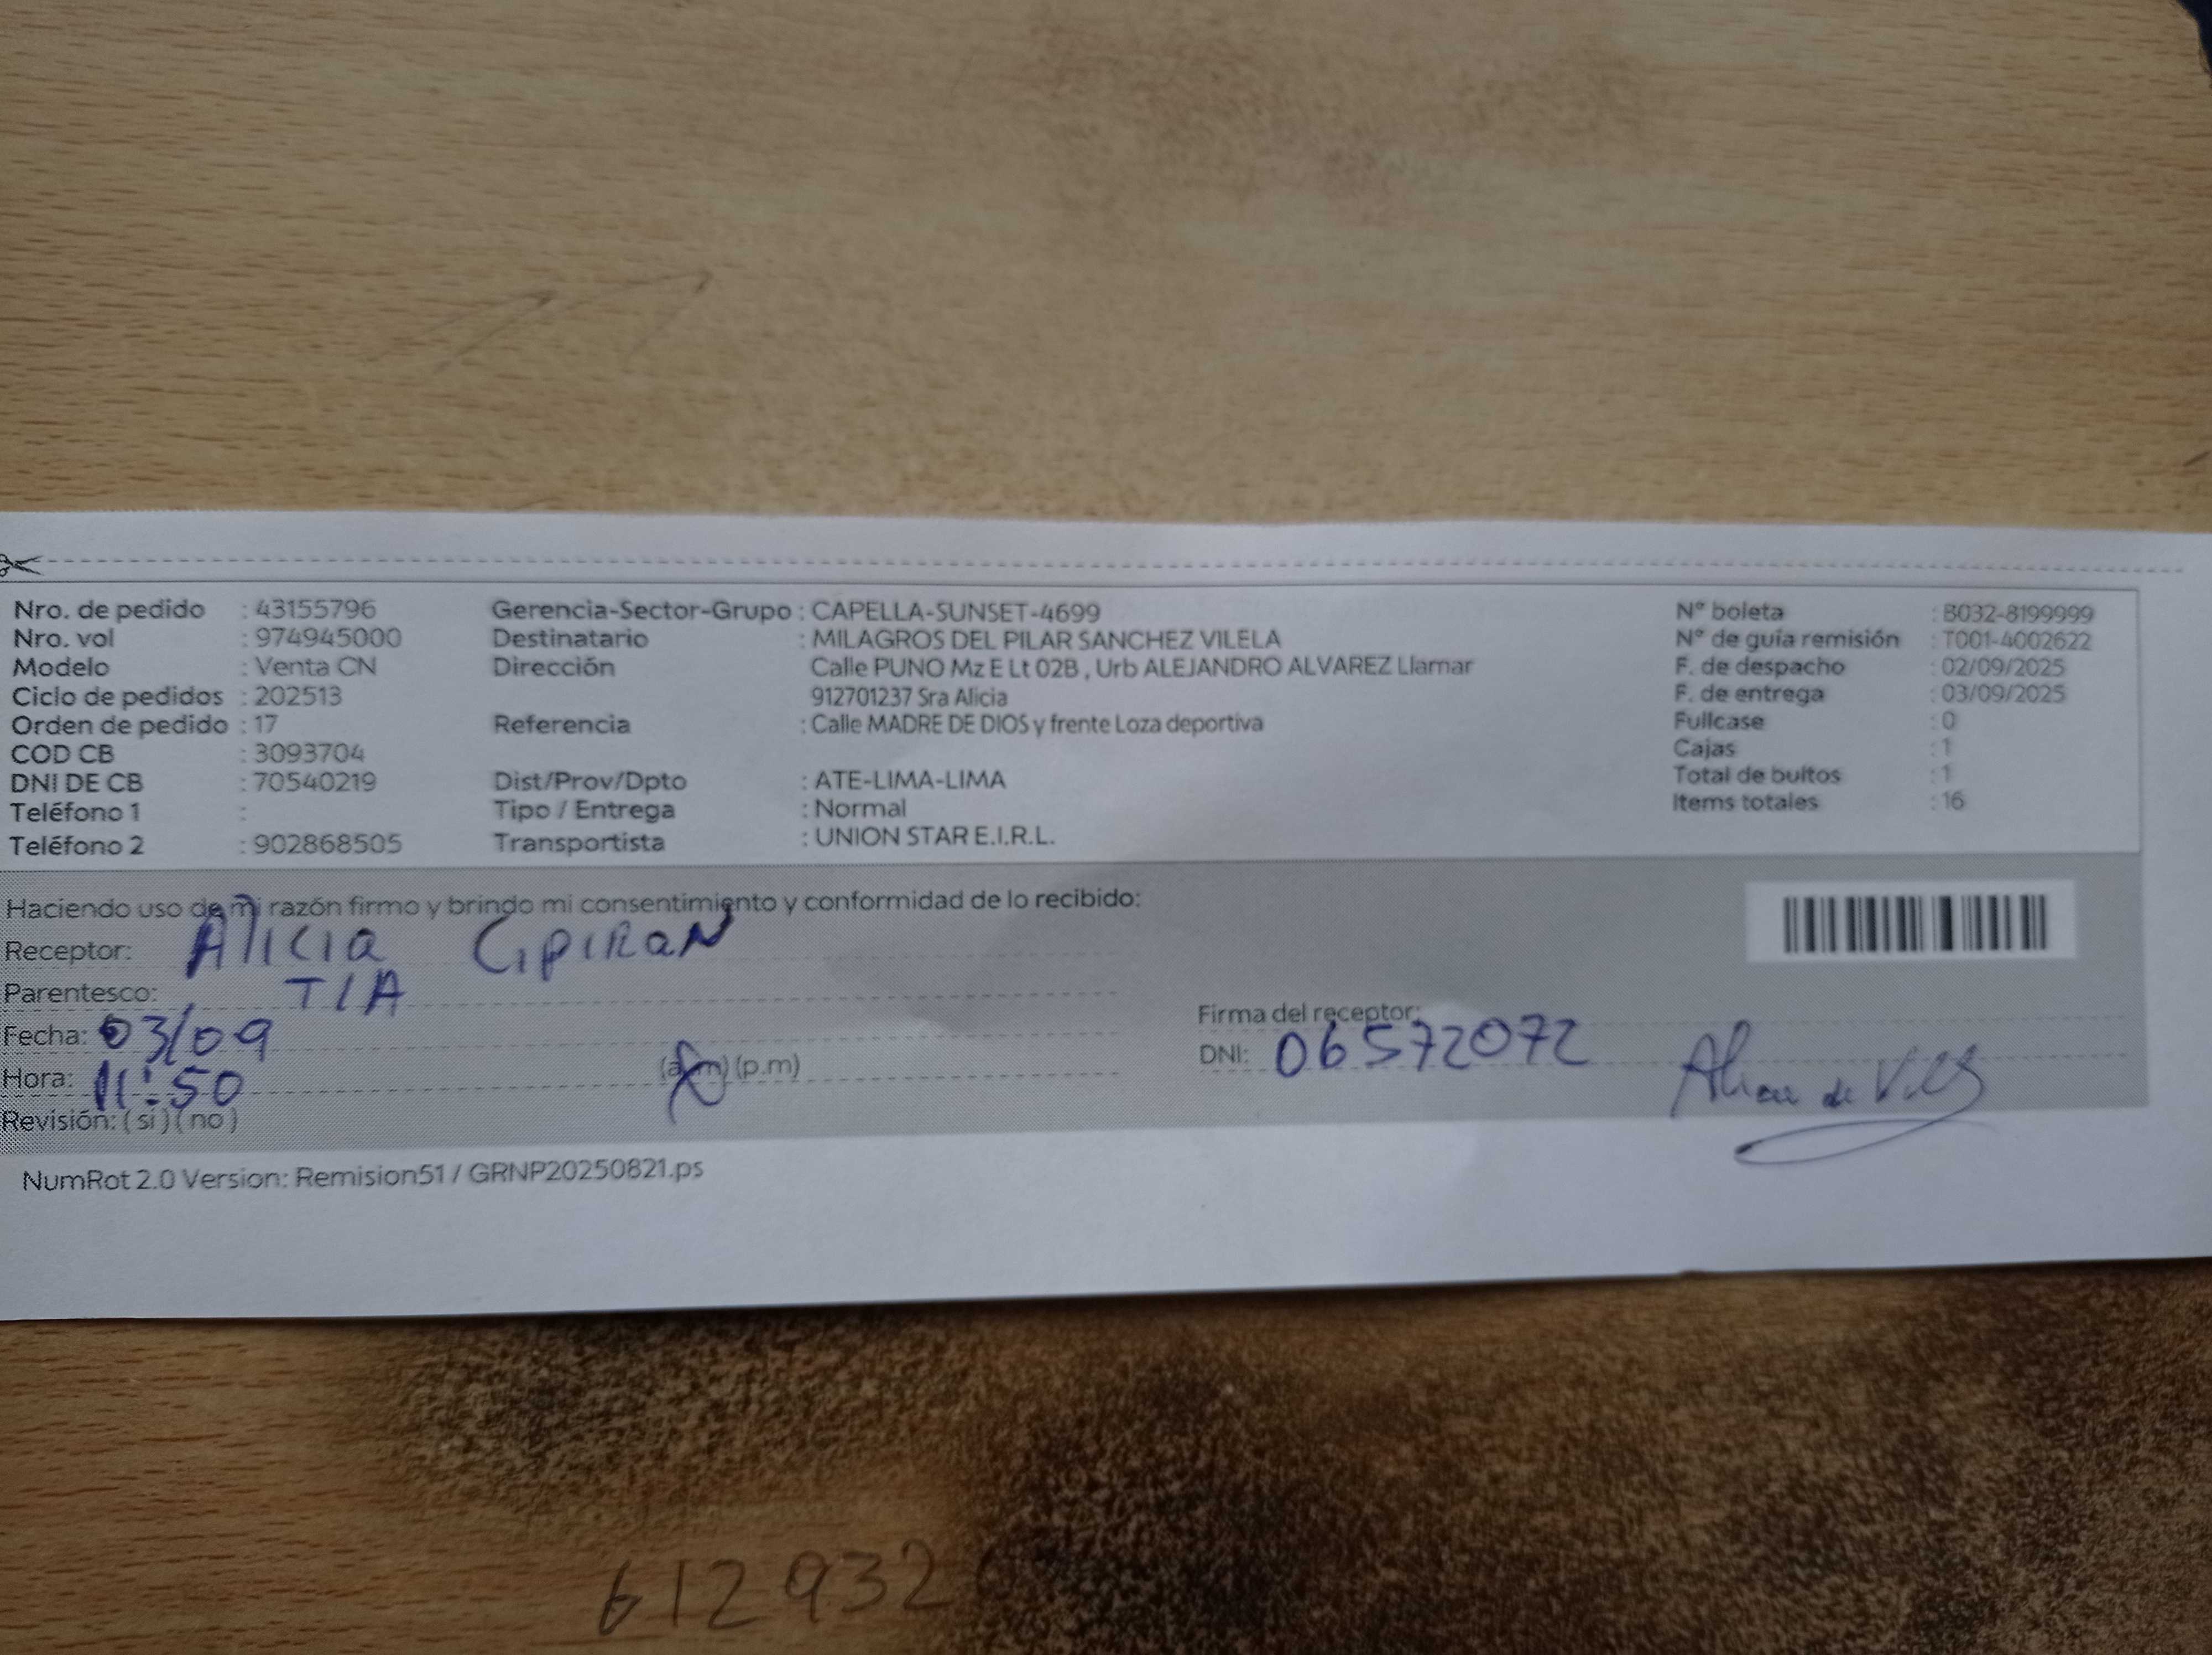 Nro. de pedido : 43155796
Nro. vol : 974945000
Modelo : Venta CN
Ciclo de pedidos : 202513
Orden de pedido : 17
COD CB : 3093704
DNI DE CB : 70540219
Teléfono 1 :
Teléfono 2 : 902868505
Gerencia-Sector-Grupo : CAPELLA-SUNSET-4699
Destinatario : MILAGROS DEL PILAR SANCHEZ VILELA
Dirección Calle PUNO Mz E Lt 02B , Urb ALEJANDRO ALVAREZ Llamar
912701237 Sra Alicia
Referencia : Calle MADRE DE DIOS y frente Loza deportiva
Dist/Prov/Dpto : ATE-LIMA-LIMA
Tipo / Entrega : Normal
Transportista : UNION STAR E.I.R.L.
N° boleta : B032-8199999
N° de guía remisión : T001-4002622
F. de despacho : 02/09/2025
F. de entrega : 03/09/2025
Fullcase : 0
Cajas : 1
Total de bultos : 1
Items totales : 16
Haciendo uso de mi razón firmo y brindo mi consentimiento y conformidad de lo recibido:
Receptor: Alicia CipiRaN
Parentesco: TIA
Fecha: 03/09
Hora: 11:50 (a.m) (p.m)
Revisión: ( si ) ( no )
Firma del receptor:
DNI: 06572072
NumRot 2.0 Version: Remision51 / GRNP20250821.ps
612932